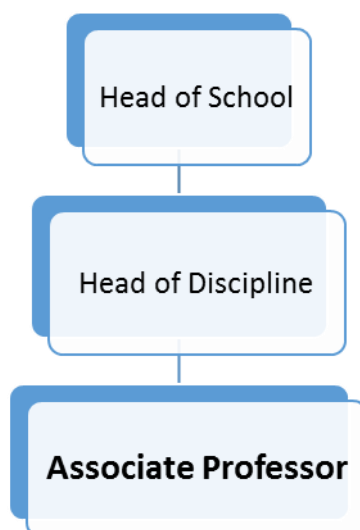 Head of School
Head of Discipline
Associate Professor